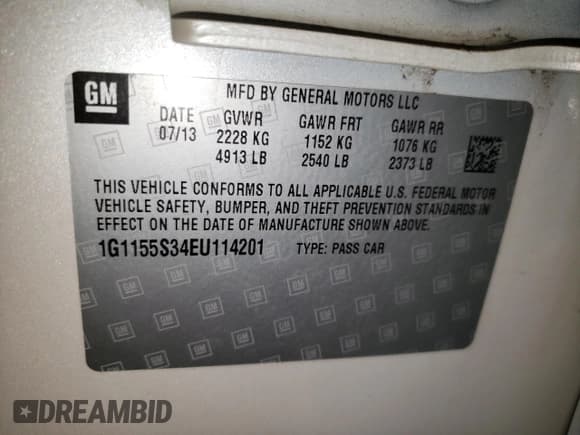 GM
MFD BY GENERAL MOTORS LLC
DATE GVWR GAWR FRT GAWR RR
07/13 2228 KG 1152 KG 1076 KG
4913 LB 2540 LB 2373 LB
THIS VEHICLE CONFORMS TO ALL APPLICABLE U.S. FEDERAL MOTOR
VEHICLE SAFETY, BUMPER, AND THEFT PREVENTION STANDARDS IN
EFFECT ON THE DATE OF MANUFACTURE SHOWN ABOVE.
1G1155S34EU114201 TYPE: PASS CAR
DREAMBID